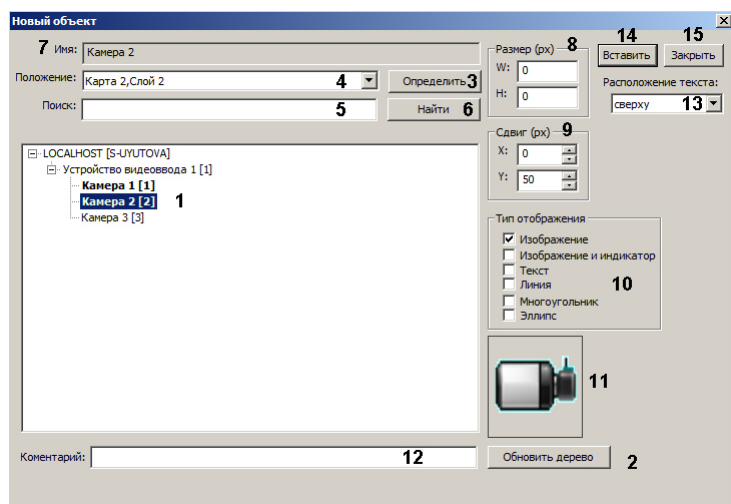 Новый объект
7 Имя: Камера 2
Положение: Карта 2,Слой 2 4 Определить 3
Поиск: 5 Найти 6
LOCALHOST [S-UYUTOVA]
Устройство видеоввода 1 [1]
Камера 1 [1]
Камера 2 [2] 1
Камера 3 [3]
Коментарий: 12
Размер (px) 8
W: 0
H: 0
Сдвиг (px) 9
X: 0
Y: 50
Тип отображения
Изображение
Изображение и индикатор
Текст
Линия
Многоугольник
Эллипс
10
11
Обновить дерево 2
14 15
Вставить Закрыть
Расположение текста:
сверху 13